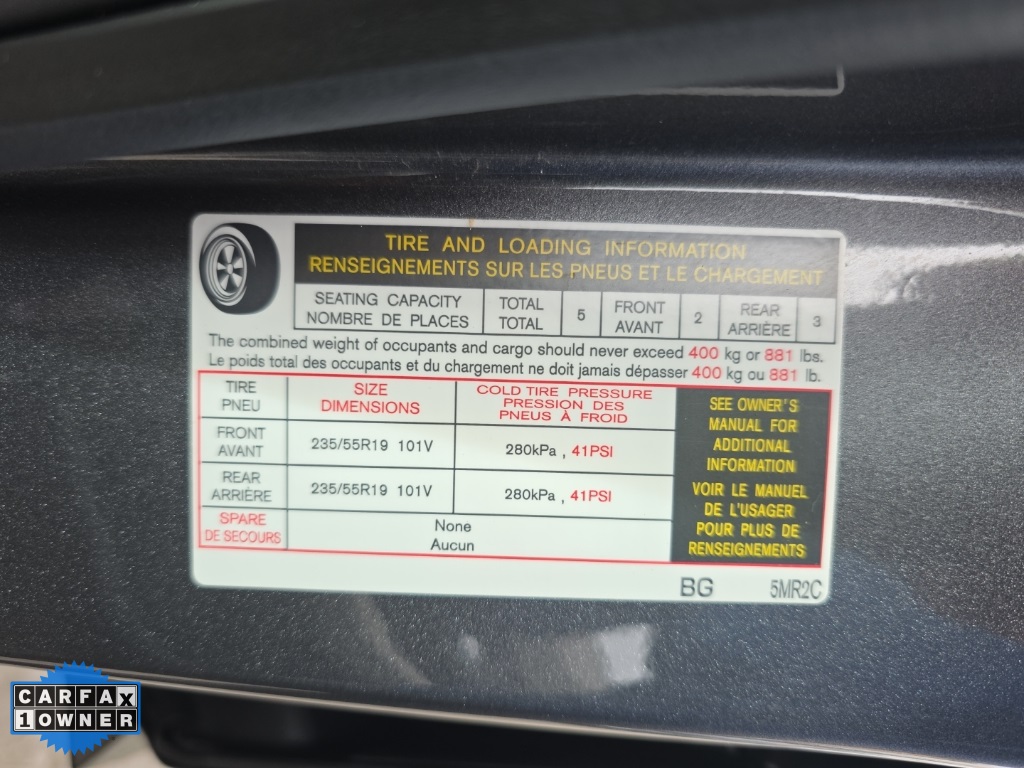 TIRE AND LOADING INFORMATION
RENSEIGNEMENTS SUR LES PNEUS ET LE CHARGEMENT
SEATING CAPACITY
NOMBRE DE PLACES
TOTAL
TOTAL
5
FRONT
AVANT
2
REAR
ARRIÈRE
3
The combined weight of occupants and cargo should never exceed 400 kg or 881 lbs.
Le poids total des occupants et du chargement ne doit jamais dépasser 400 kg ou 881 lb.
TIRE
PNEU
SIZE
DIMENSIONS
COLD TIRE PRESSURE
PRESSION DES
PNEUS À FROID
FRONT
AVANT
235/55R19 101V
280kPa , 41PSI
REAR
ARRIÈRE
235/55R19 101V
280kPa , 41PSI
SPARE
DE SECOURS
None
Aucun
SEE OWNER'S
MANUAL FOR
ADDITIONAL
INFORMATION
VOIR LE MANUEL
DE L'USAGER
POUR PLUS DE
RENSEIGNEMENTS
BG
5MR2C
CARFAX
1 OWNER